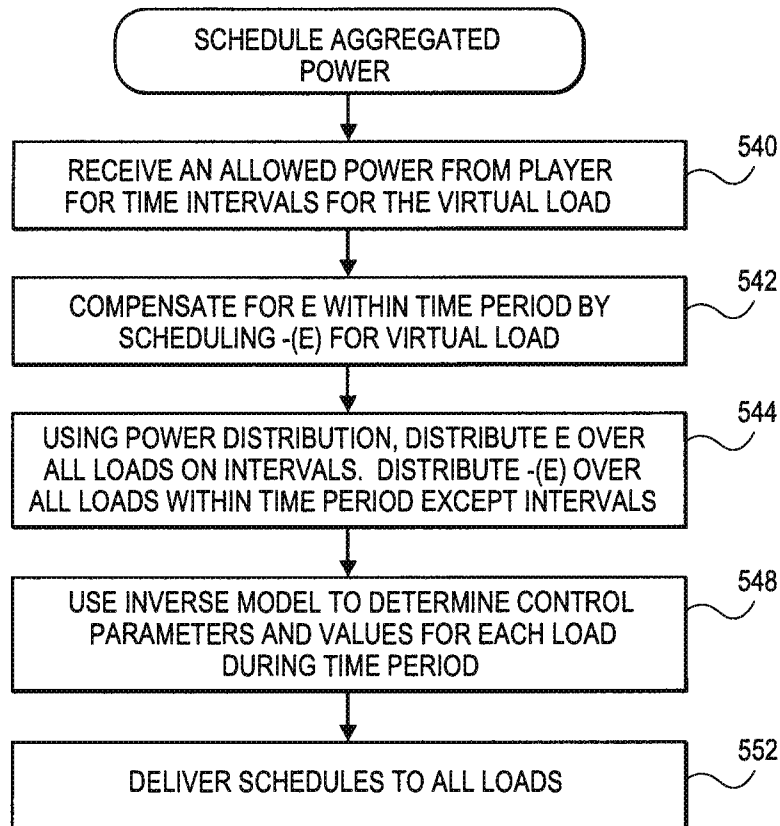 SCHEDULE AGGREGATED
POWER
540
RECEIVE AN ALLOWED POWER FROM PLAYER
FOR TIME INTERVALS FOR THE VIRTUAL LOAD
542
COMPENSATE FOR E WITHIN TIME PERIOD BY
SCHEDULING -(E) FOR VIRTUAL LOAD
544
USING POWER DISTRIBUTION, DISTRIBUTE E OVER
ALL LOADS ON INTERVALS. DISTRIBUTE -(E) OVER
ALL LOADS WITHIN TIME PERIOD EXCEPT INTERVALS
548
USE INVERSE MODEL TO DETERMINE CONTROL
PARAMETERS AND VALUES FOR EACH LOAD
DURING TIME PERIOD
552
DELIVER SCHEDULES TO ALL LOADS